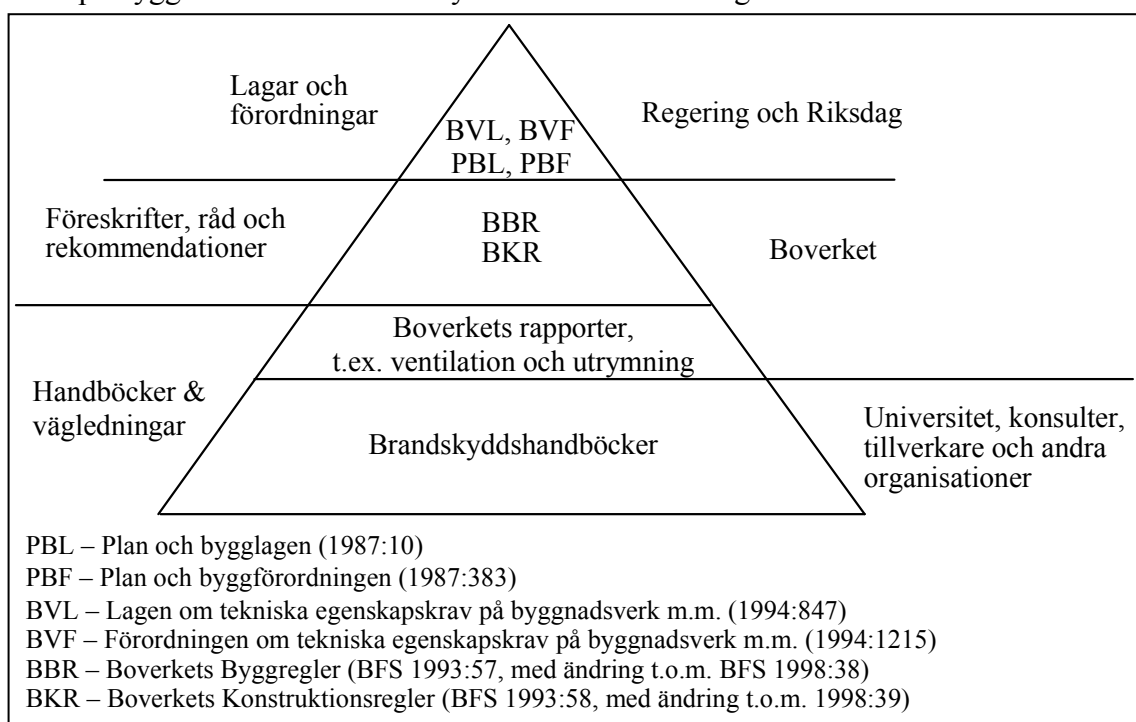 Lagar och
förordningar
BVL, BVF
PBL, PBF
Regering och Riksdag
Föreskrifter, råd och
rekommendationer
BBR
BKR
Boverket
Boverkets rapporter,
t.ex. ventilation och utrymning
Handböcker &
vägledningar
Brandskyddshandböcker
Universitet, konsulter,
tillverkare och andra
organisationer
PBL – Plan och bygglagen (1987:10)
PBF – Plan och byggförordningen (1987:383)
BVL – Lagen om tekniska egenskapskrav på byggnadsverk m.m. (1994:847)
BVF – Förordningen om tekniska egenskapskrav på byggnadsverk m.m. (1994:1215)
BBR – Boverkets Byggregler (BFS 1993:57, med ändring t.o.m. BFS 1998:38)
BKR – Boverkets Konstruktionsregler (BFS 1993:58, med ändring t.o.m. 1998:39)